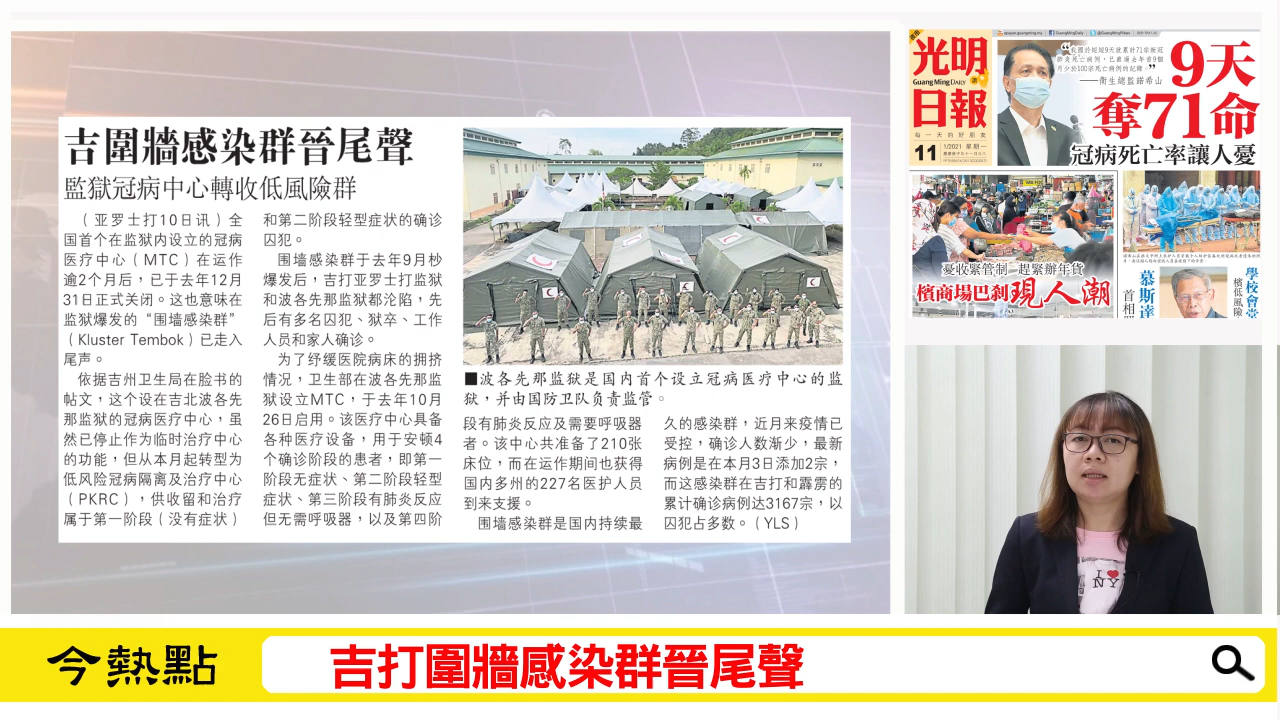 吉圍牆感染群晉尾聲
監獄冠病中心轉收低風險群
（亚罗士打10日讯）全
国首个在监狱内设立的冠病
医疗中心（MTC）在运作
逾2个月后，已于去年12月
31日正式关闭。这也意味在
监狱爆发的“围墙感染群”
（Kluster Tembok）已走入
尾声。
依据吉州卫生局在脸书的
帖文，这个设在吉北波各先
那监狱的冠病医疗中心，虽
然已停止作为临时治疗中心
的功能，但从本月起转型为
低风险冠病隔离及治疗中心
（PKRC），供收留和治疗
属于第一阶段（没有症状）
和第二阶段轻型症状的确诊
囚犯。
围墙感染群于去年9月杪
爆发后，吉打亚罗士打监狱
和波各先那监狱都沦陷，先
后有多名囚犯、狱卒、工作
人员和家人确诊。
为了纾缓医院病床的拥挤
情况，卫生部在波各先那监
狱设立MTC，于去年10月
26日启用。该医疗中心具备
各种医疗设备，用于安顿4
个确诊阶段的患者，即第一
阶段无症状、第二阶段轻型
症状、第三阶段有肺炎反应
但无需呼吸器，以及第四阶
■波各先那监狱是国内首个设立冠病医疗中心的监
狱，并由国防卫队负责监管。
段有肺炎反应及需要呼吸器
者。该中心共准备了210张
床位，而在运作期间也获得
国内多州的227名医护人员
到来支援。
围墙感染群是国内持续最
久的感染群，近月来疫情已
受控，确诊人数渐少，最新
病例是在本月3日添加2宗，
而这感染群在吉打和霹雳的
累计确诊病例达3167宗，以
囚犯占多数。（YLS）
光明
Guang Ming DAILY
日報
每一天的好朋友
11
1/2021 星期一
——衛生總監諾希山
9天
奪71命
冠病死亡率讓人憂
憂收緊管制 趕緊辦年貨
檳商場巴刹現人潮
慕斯達
首相
學校會堂
檳低風險
I ♥
NY
今熱點
吉打圍牆感染群晉尾聲